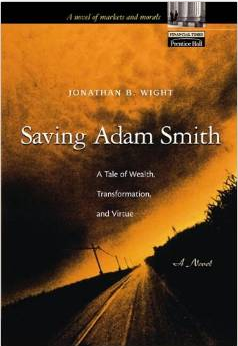 A novel of markets and morals
FINANCIAL TIMES
Prentice Hall
JONATHAN B. WIGHT
Saving Adam Smith
A Tale of Wealth,
Transformation,
and Virtue
A Novel